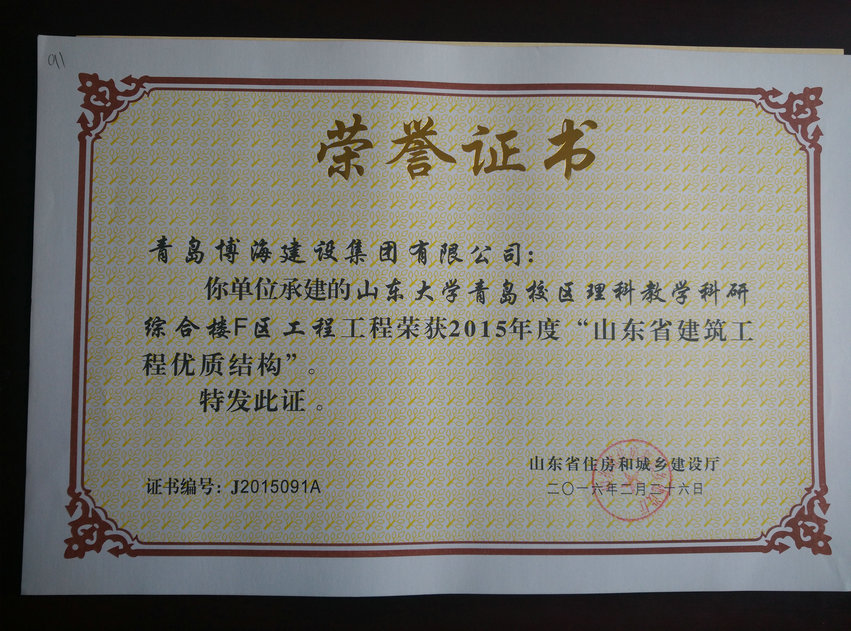 91
荣誉证书
青岛博海建设集团有限公司:
你单位承建的山东大学青岛校区理科教学科研
综合楼F区工程工程荣获2015年度“山东省建筑工
程优质结构”。
特发此证。
山东省住房和城乡建设厅
证书编号: J2015091A
二〇一六年二月二十六日